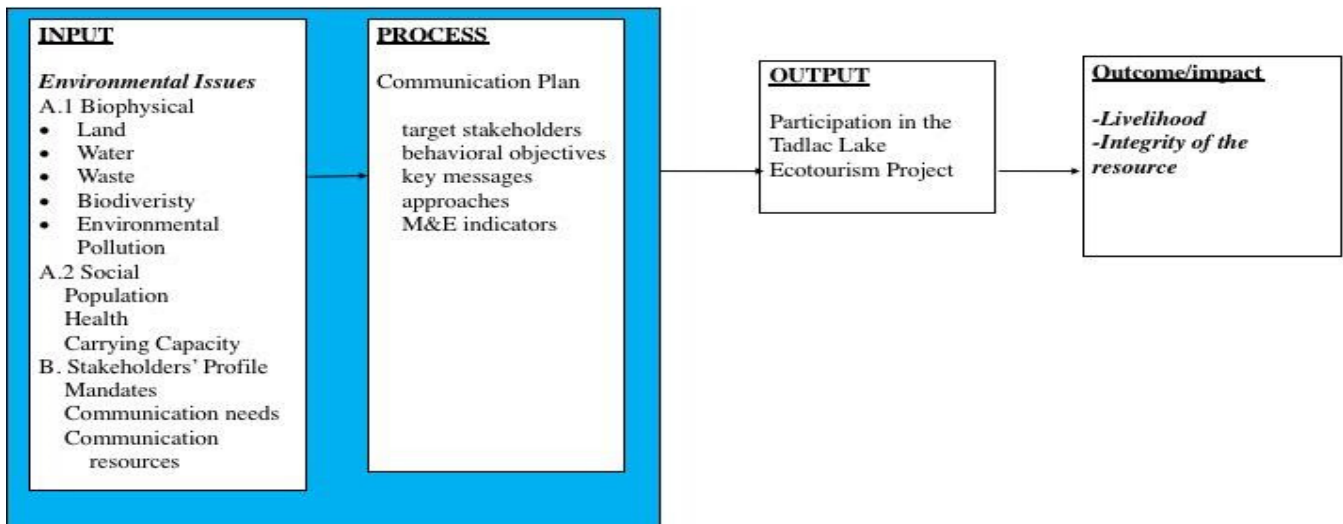 INPUT
Environmental Issues
A.1 Biophysical
• Land
• Water
• Waste
• Biodiveristy
• Environmental
Pollution
A.2 Social
Population
Health
Carrying Capacity
B. Stakeholders' Profile
Mandates
Communication needs
Communication
resources
PROCESS
Communication Plan
target stakeholders
behavioral objectives
key messages
approaches
M&E indicators
OUTPUT
Participation in the
Tadlac Lake
Ecotourism Project
Outcome/impact
-Livelihood
-Integrity of the
resource